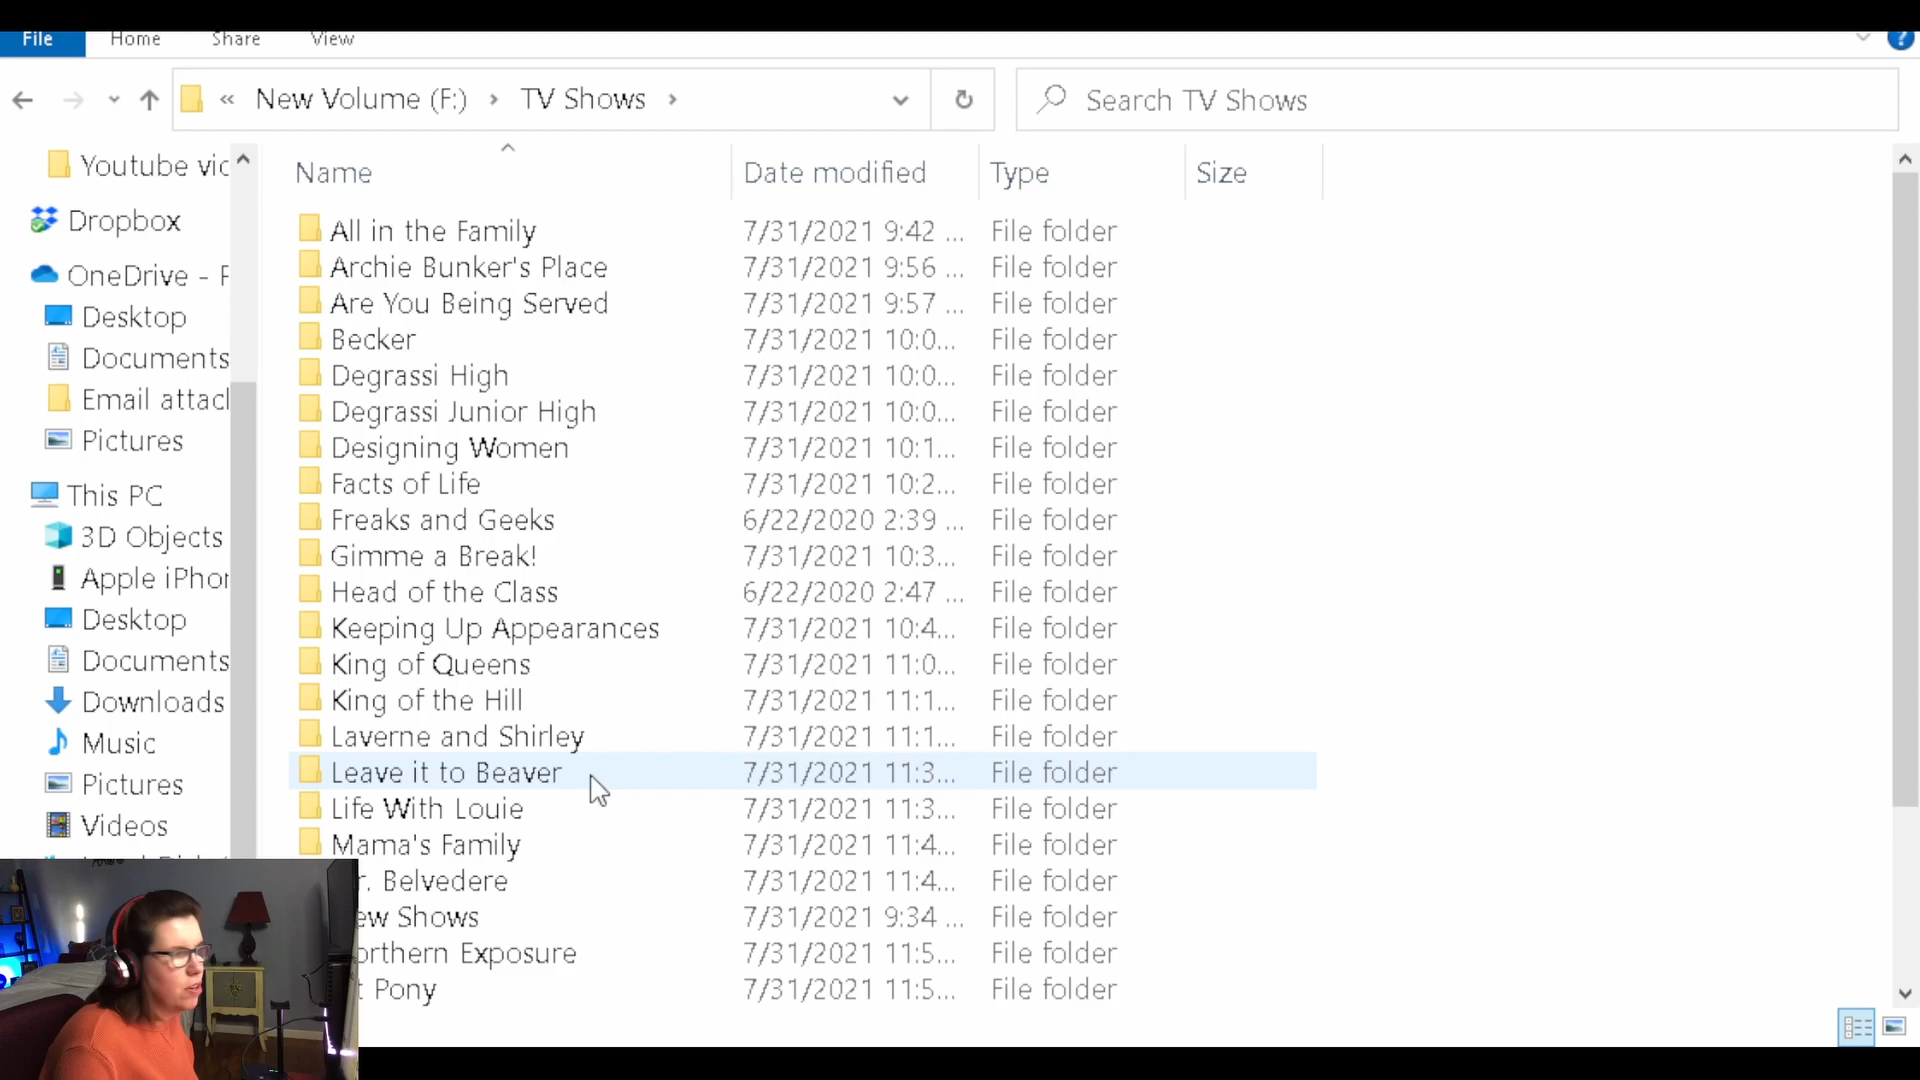 File Home Share View
« New Volume (F:) › TV Shows › Search TV Shows
Youtube vid
Dropbox
OneDrive - P
Desktop
Documents
Email attacl
Pictures
This PC
3D Objects
Apple iPhon
Desktop
Documents
Downloads
Music
Pictures
Videos
Name Date modified Type Size
All in the Family 7/31/2021 9:42 ... File folder
Archie Bunker's Place 7/31/2021 9:56 ... File folder
Are You Being Served 7/31/2021 9:57 ... File folder
Becker 7/31/2021 10:0... File folder
Degrassi High 7/31/2021 10:0... File folder
Degrassi Junior High 7/31/2021 10:0... File folder
Designing Women 7/31/2021 10:1... File folder
Facts of Life 7/31/2021 10:2... File folder
Freaks and Geeks 6/22/2020 2:39 ... File folder
Gimme a Break! 7/31/2021 10:3... File folder
Head of the Class 6/22/2020 2:47 ... File folder
Keeping Up Appearances 7/31/2021 10:4... File folder
King of Queens 7/31/2021 11:0... File folder
King of the Hill 7/31/2021 11:1... File folder
Laverne and Shirley 7/31/2021 11:1... File folder
Leave it to Beaver 7/31/2021 11:3... File folder
Life With Louie 7/31/2021 11:3... File folder
Mama's Family 7/31/2021 11:4... File folder
r. Belvedere 7/31/2021 11:4... File folder
ew Shows 7/31/2021 9:34 ... File folder
orthern Exposure 7/31/2021 11:5... File folder
t Pony 7/31/2021 11:5... File folder